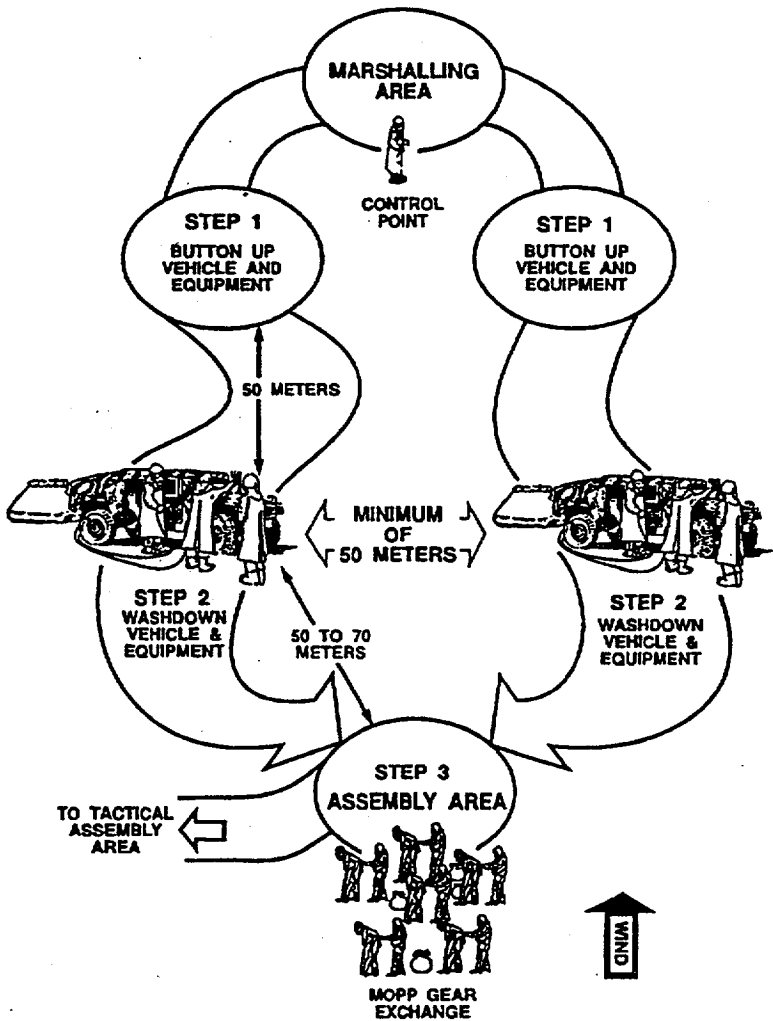 MARSHALLING
AREA
CONTROL
POINT
STEP 1
BUTTON UP
VEHICLE AND
EQUIPMENT
STEP 1
BUTTON UP
VEHICLE AND
EQUIPMENT
50 METERS
MINIMUM
OF
50 METERS
STEP 2
WASHDOWN
VEHICLE &
EQUIPMENT
50 TO 70
METERS
STEP 2
WASHDOWN
VEHICLE &
EQUIPMENT
STEP 3
ASSEMBLY AREA
TO TACTICAL
ASSEMBLY
AREA
WIND
MOPP GEAR
EXCHANGE